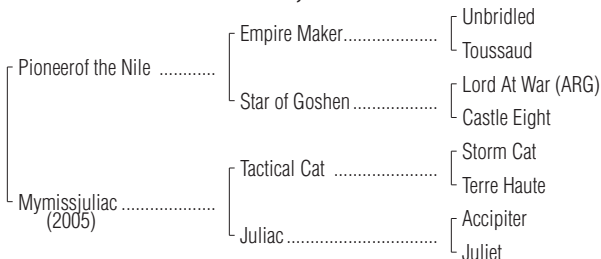 Unbridled
Empire Maker....................
Toussaud
Pioneerof the Nile ............
Lord At War (ARG)
Star of Goshen..................
Castle Eight
Storm Cat
Tactical Cat ......................
Terre Haute
Mymissjuliac ....................
(2005)
Accipiter
Juliac................................
Juliet